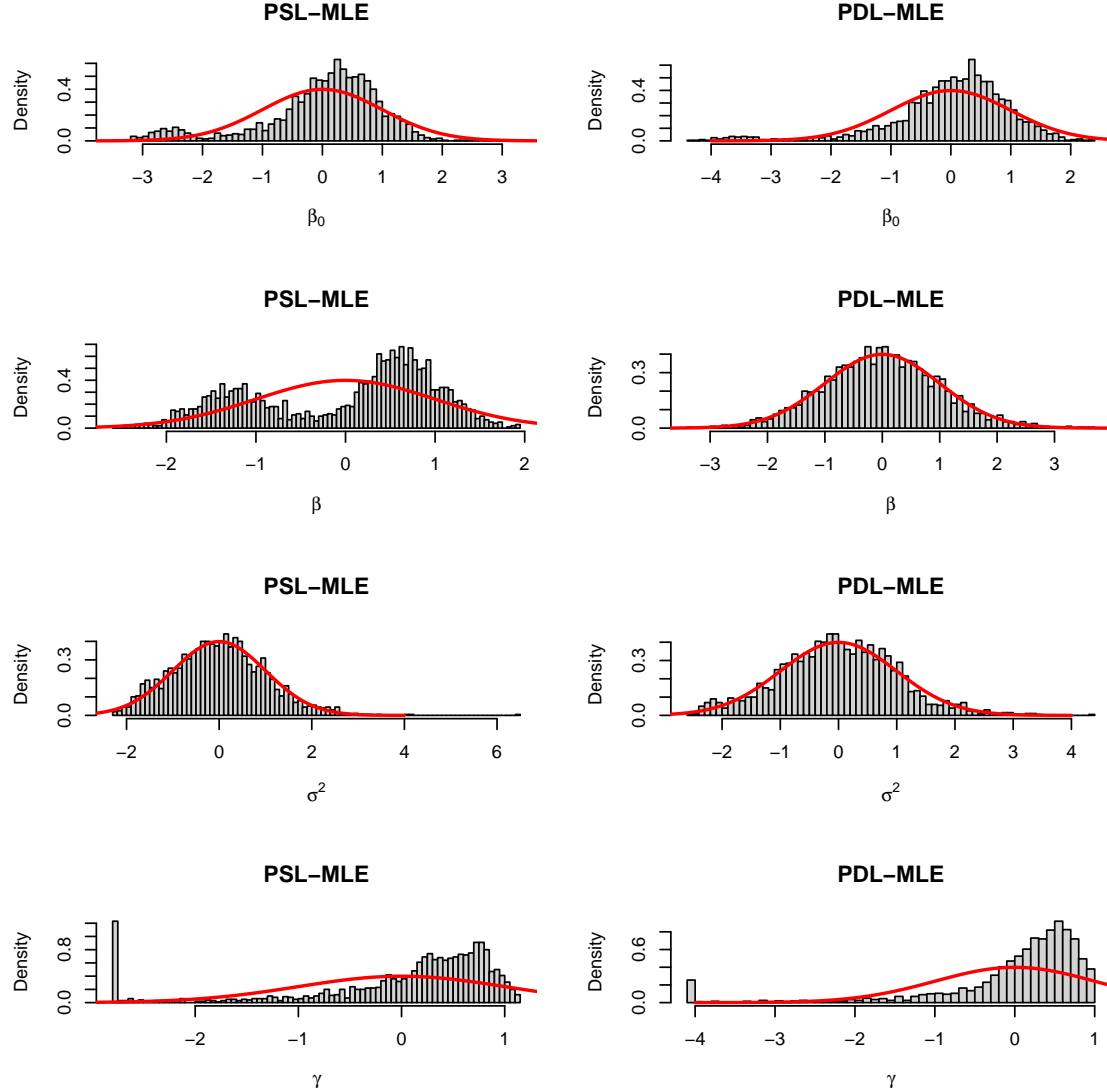 PSL−MLE
Density
0.0 0.4
−3 −2 −1 0 1 2 3
β0
PDL−MLE
Density
0.0 0.4
−4 −3 −2 −1 0 1 2
β0
PSL−MLE
Density
0.0 0.4
−2 −1 0 1 2
β
PDL−MLE
Density
0.0 0.3
−3 −2 −1 0 1 2 3
β
PSL−MLE
Density
0.0 0.3
−2 0 2 4 6
σ2
PDL−MLE
Density
0.0 0.3
−2 −1 0 1 2 3 4
σ2
PSL−MLE
Density
0.0 0.8
−2 −1 0 1
γ
PDL−MLE
Density
0.0 0.6
−4 −3 −2 −1 0 1
γ